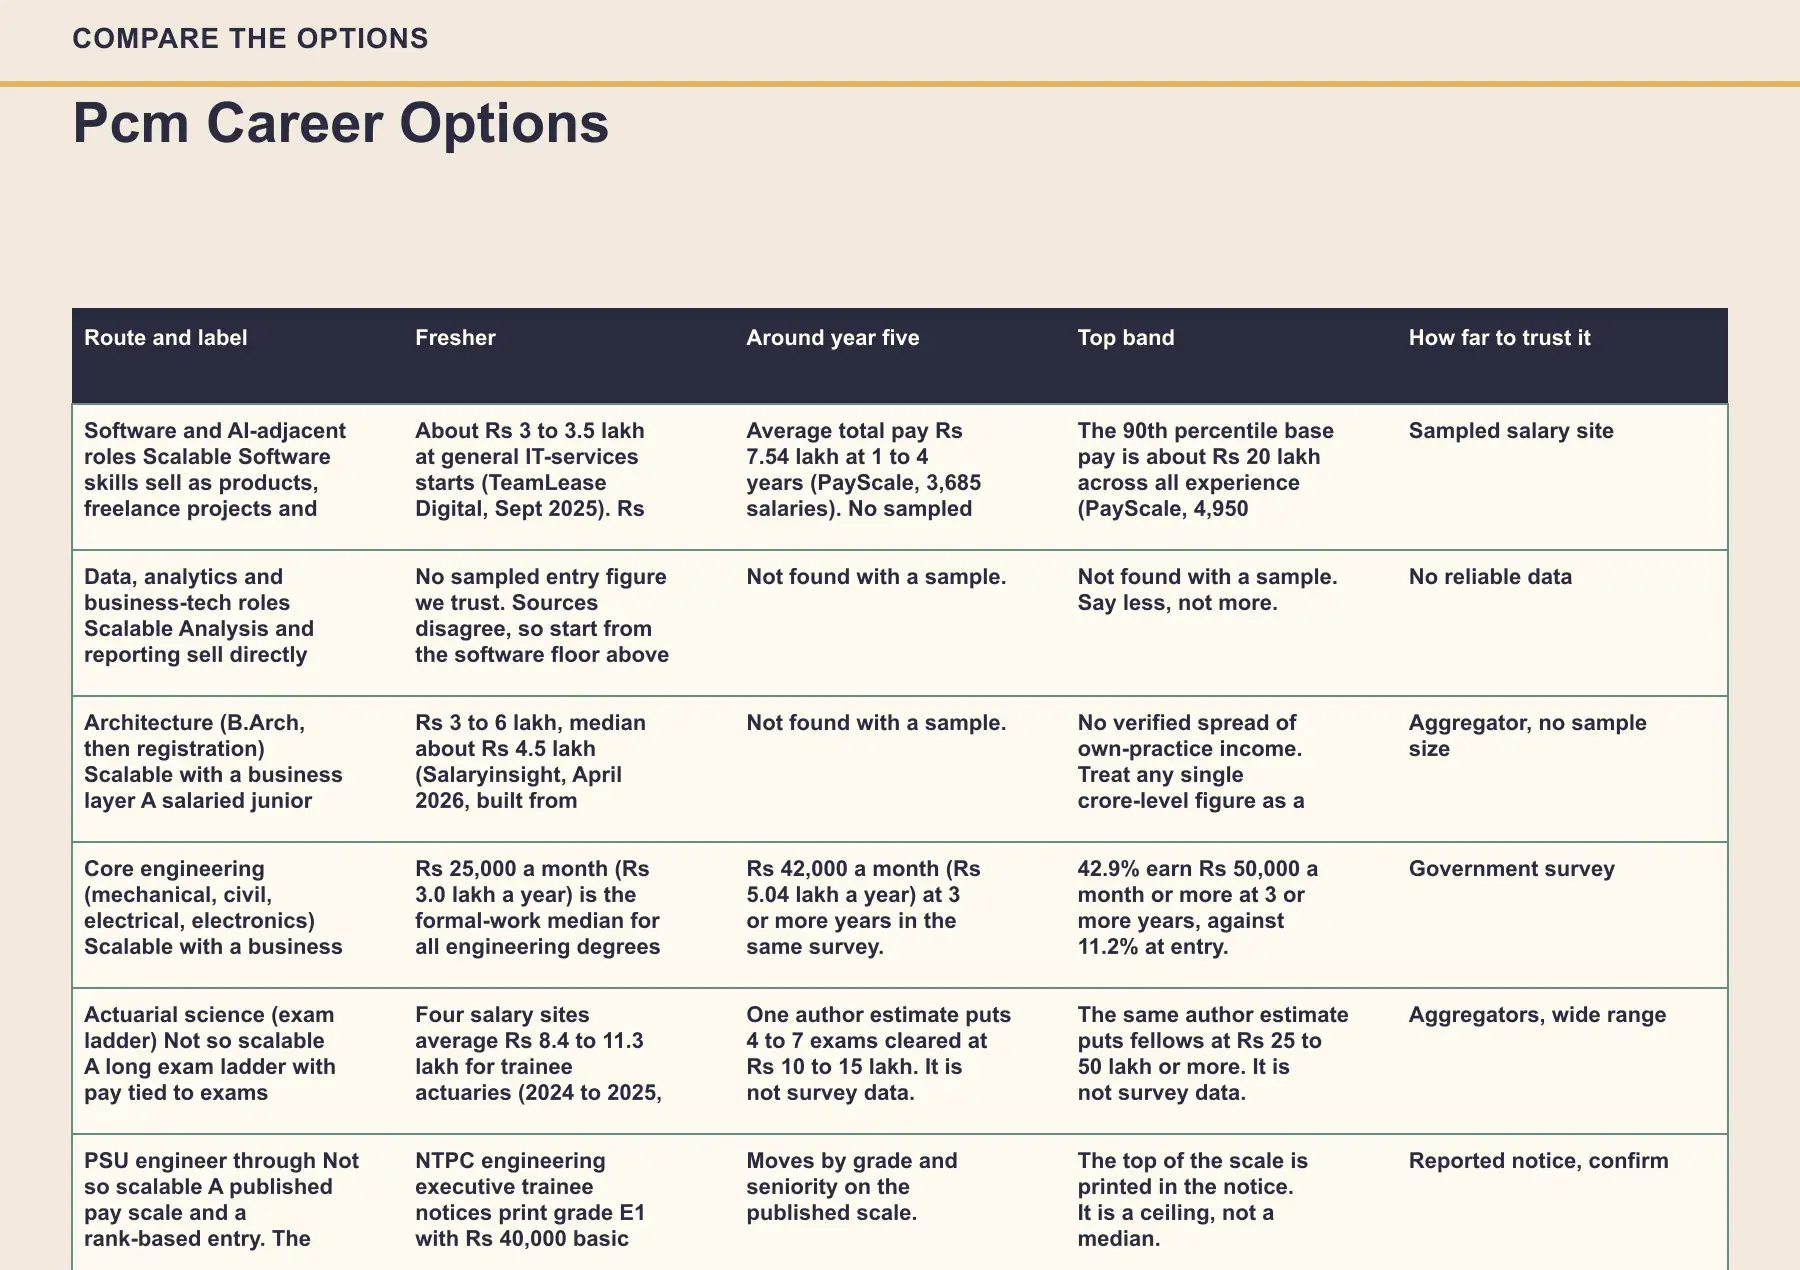 COMPARE THE OPTIONS
Pcm Career Options
Route and label
Fresher
Around year five
Top band
How far to trust it
Software and AI-adjacent
roles Scalable Software
skills sell as products,
freelance projects and
About Rs 3 to 3.5 lakh
at general IT-services
starts (TeamLease
Digital, Sept 2025). Rs
Average total pay Rs
7.54 lakh at 1 to 4
years (PayScale, 3,685
salaries). No sampled
The 90th percentile base
pay is about Rs 20 lakh
across all experience
(PayScale, 4,950
Sampled salary site
Data, analytics and
business-tech roles
Scalable Analysis and
reporting sell directly
No sampled entry figure
we trust. Sources
disagree, so start from
the software floor above
Not found with a sample.
Not found with a sample.
Say less, not more.
No reliable data
Architecture (B.Arch,
then registration)
Scalable with a business
layer A salaried junior
Rs 3 to 6 lakh, median
about Rs 4.5 lakh
(Salaryinsight, April
2026, built from
Not found with a sample.
No verified spread of
own-practice income.
Treat any single
crore-level figure as a
Aggregator, no sample
size
Core engineering
(mechanical, civil,
electrical, electronics)
Scalable with a business
Rs 25,000 a month (Rs
3.0 lakh a year) is the
formal-work median for
all engineering degrees
Rs 42,000 a month (Rs
5.04 lakh a year) at 3
or more years in the
same survey.
42.9% earn Rs 50,000 a
month or more at 3 or
more years, against
11.2% at entry.
Government survey
Actuarial science (exam
ladder) Not so scalable
A long exam ladder with
pay tied to exams
Four salary sites
average Rs 8.4 to 11.3
lakh for trainee
actuaries (2024 to 2025,
One author estimate puts
4 to 7 exams cleared at
Rs 10 to 15 lakh. It is
not survey data.
The same author estimate
puts fellows at Rs 25 to
50 lakh or more. It is
not survey data.
Aggregators, wide range
PSU engineer through Not
so scalable A published
pay scale and a
rank-based entry. The
NTPC engineering
executive trainee
notices print grade E1
with Rs 40,000 basic
Moves by grade and
seniority on the
published scale.
The top of the scale is
printed in the notice.
It is a ceiling, not a
median.
Reported notice, confirm